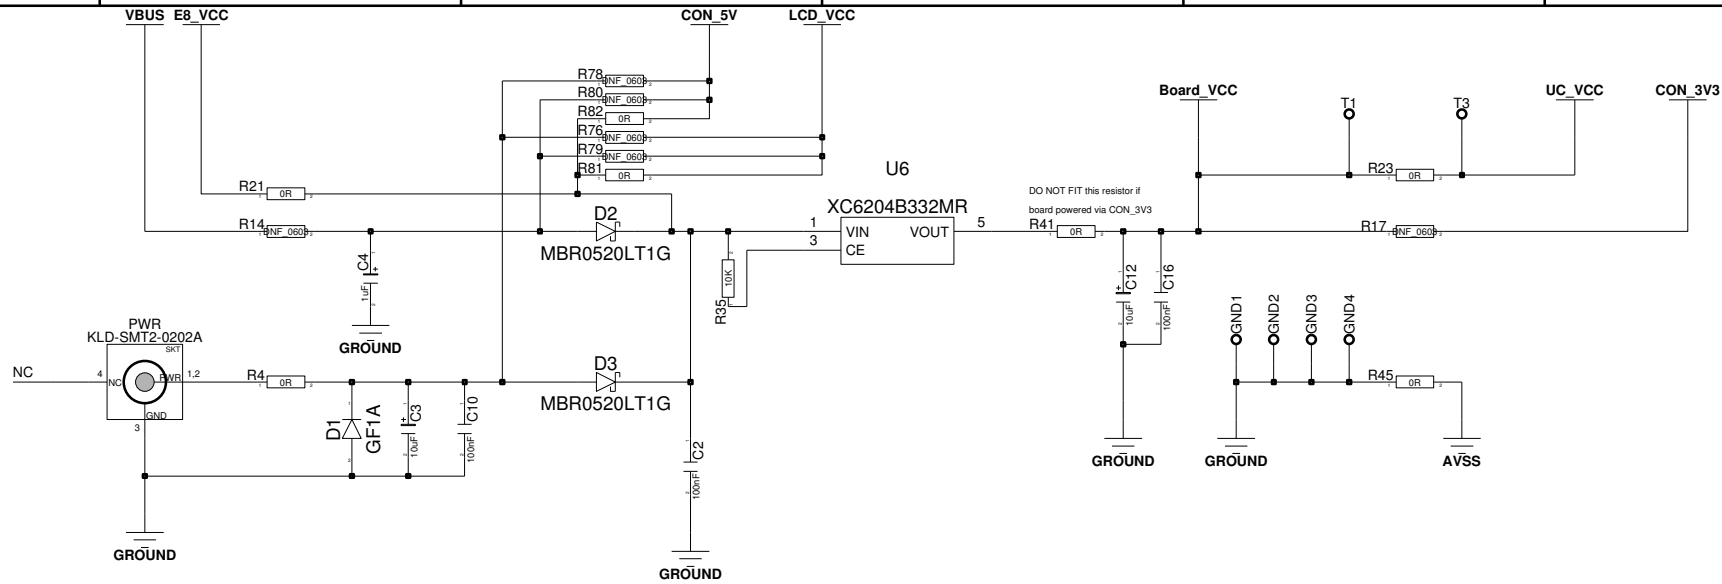 VBUS E8_VCC CON_5V LCD_VCC
R78 DNF_0603
R80 DNF_0603
R82 0R
R76 DNF_0603
R79 DNF_0603
R81 0R
Board_VCC UC_VCC CON_3V3
T1 T3
R23 0R
R21 0R
R14 DNF_0603
D2
MBR0520LT1G
U6
XC6204B332MR
1 VIN VOUT 5
3 CE
DO NOT FIT this resistor if
board powered via CON_3V3
R41 0R
R17 DNF_0603
C4
1uF
GROUND
R35
10K
C12
10uF
C16
100nF
GROUND
GND1
GND2
GND3
GND4
R45 0R
GROUND
AVSS
PWR
KLD-SMT2-0202A
SKT
NC 4 NC PWR 1,2
GND
3
R4 0R
D3
MBR0520LT1G
D1
GF1A
C3
10uF
C10
100nF
C2
100nF
GROUND
GROUND